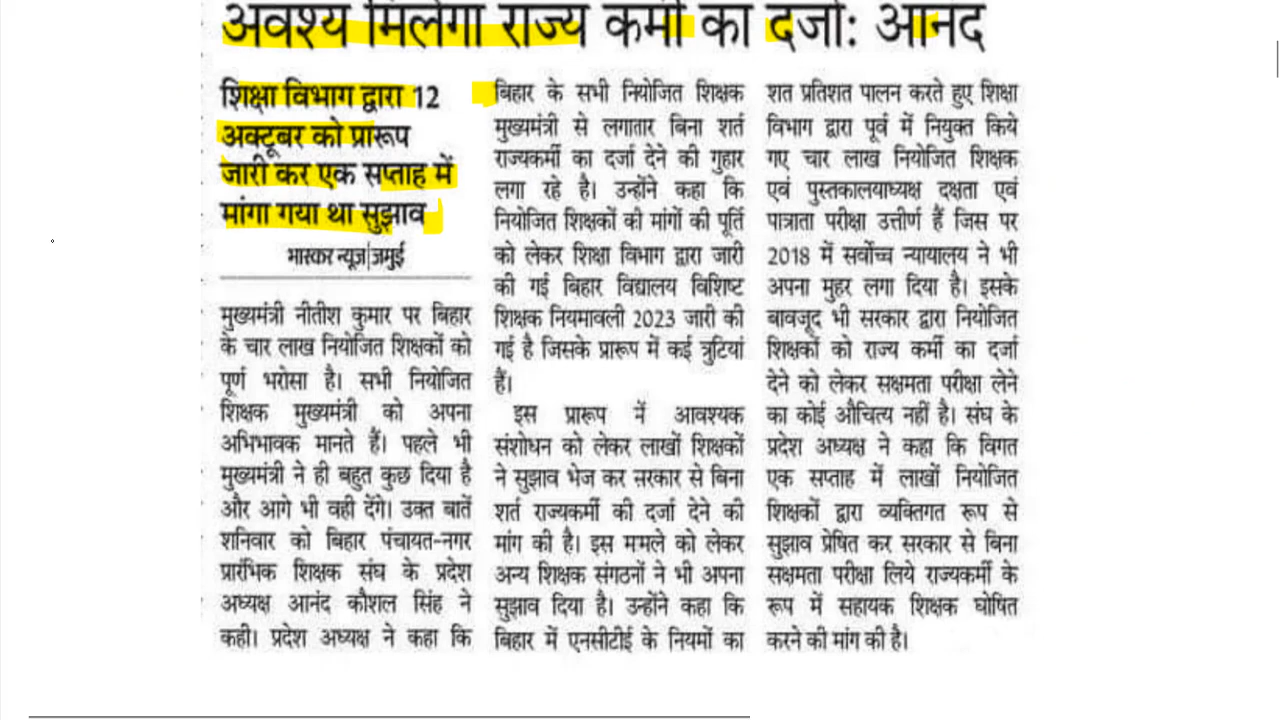 अवश्य मिलेगा राज्य कर्मी का दर्जा: आनंद
शिक्षा विभाग द्वारा 12
अक्टूबर को प्रारूप
जारी कर एक सप्ताह में
मांगा गया था सुझाव
भास्कर न्यूज|जमुई
मुख्यमंत्री नीतीश कुमार पर बिहार
के चार लाख नियोजित शिक्षकों को
पूर्ण भरोसा है। सभी नियोजित
शिक्षक मुख्यमंत्री को अपना
अभिभावक मानते हैं। पहले भी
मुख्यमंत्री ने ही बहुत कुछ दिया है
और आगे भी वही देंगे। उक्त बातें
शनिवार को बिहार पंचायत-नगर
प्रारंभिक शिक्षक संघ के प्रदेश
अध्यक्ष आनंद कौशल सिंह ने
कही। प्रदेश अध्यक्ष ने कहा कि
बिहार के सभी नियोजित शिक्षक
मुख्यमंत्री से लगातार बिना शर्त
राज्यकर्मी का दर्जा देने की गुहार
लगा रहे है। उन्होंने कहा कि
नियोजित शिक्षकों की मांगों की पूर्ति
को लेकर शिक्षा विभाग द्वारा जारी
की गई बिहार विद्यालय विशिष्ट
शिक्षक नियमावली 2023 जारी की
गई है जिसके प्रारूप में कई त्रुटियां
हैं।
इस प्रारूप में आवश्यक
संशोधन को लेकर लाखों शिक्षकों
ने सुझाव भेज कर सरकार से बिना
शर्त राज्यकर्मी की दर्जा देने की
मांग की है। इस ममले को लेकर
अन्य शिक्षक संगठनों ने भी अपना
सुझाव दिया है। उन्होंने कहा कि
बिहार में एनसीटीई के नियमों का
शत प्रतिशत पालन करते हुए शिक्षा
विभाग द्वारा पूर्व में नियुक्त किये
गए चार लाख नियोजित शिक्षक
एवं पुस्तकालयाध्यक्ष दक्षता एवं
पात्राता परीक्षा उत्तीर्ण हैं जिस पर
2018 में सर्वोच्च न्यायालय ने भी
अपना मुहर लगा दिया है। इसके
बावजूद भी सरकार द्वारा नियोजित
शिक्षकों को राज्य कर्मी का दर्जा
देने को लेकर सक्षमता परीक्षा लेने
का कोई औचित्य नहीं है। संघ के
प्रदेश अध्यक्ष ने कहा कि विगत
एक सप्ताह में लाखों नियोजित
शिक्षकों द्वारा व्यक्तिगत रूप से
सुझाव प्रेषित कर सरकार से बिना
सक्षमता परीक्षा लिये राज्यकर्मी के
रूप में सहायक शिक्षक घोषित
करने की मांग की है।